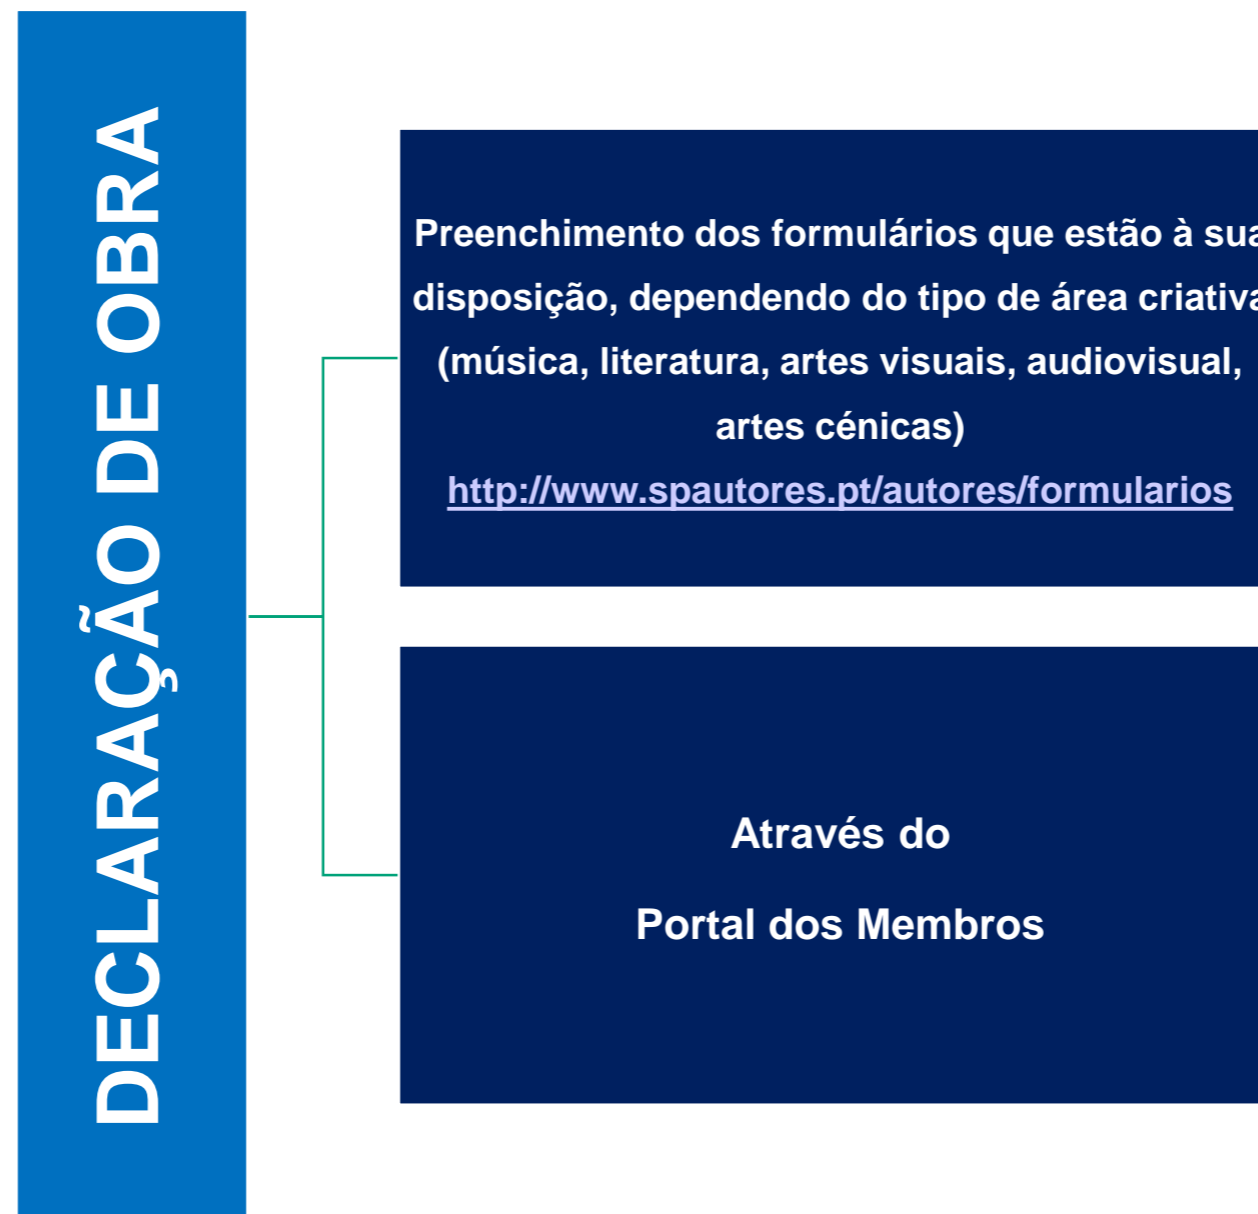 DECLARAÇÃO DE OBRA
Preenchimento dos formulários que estão à sua
disposição, dependendo do tipo de área criativa
(música, literatura, artes visuais, audiovisual,
artes cénicas)
http://www.spautores.pt/autores/formularios
Através do
Portal dos Membros